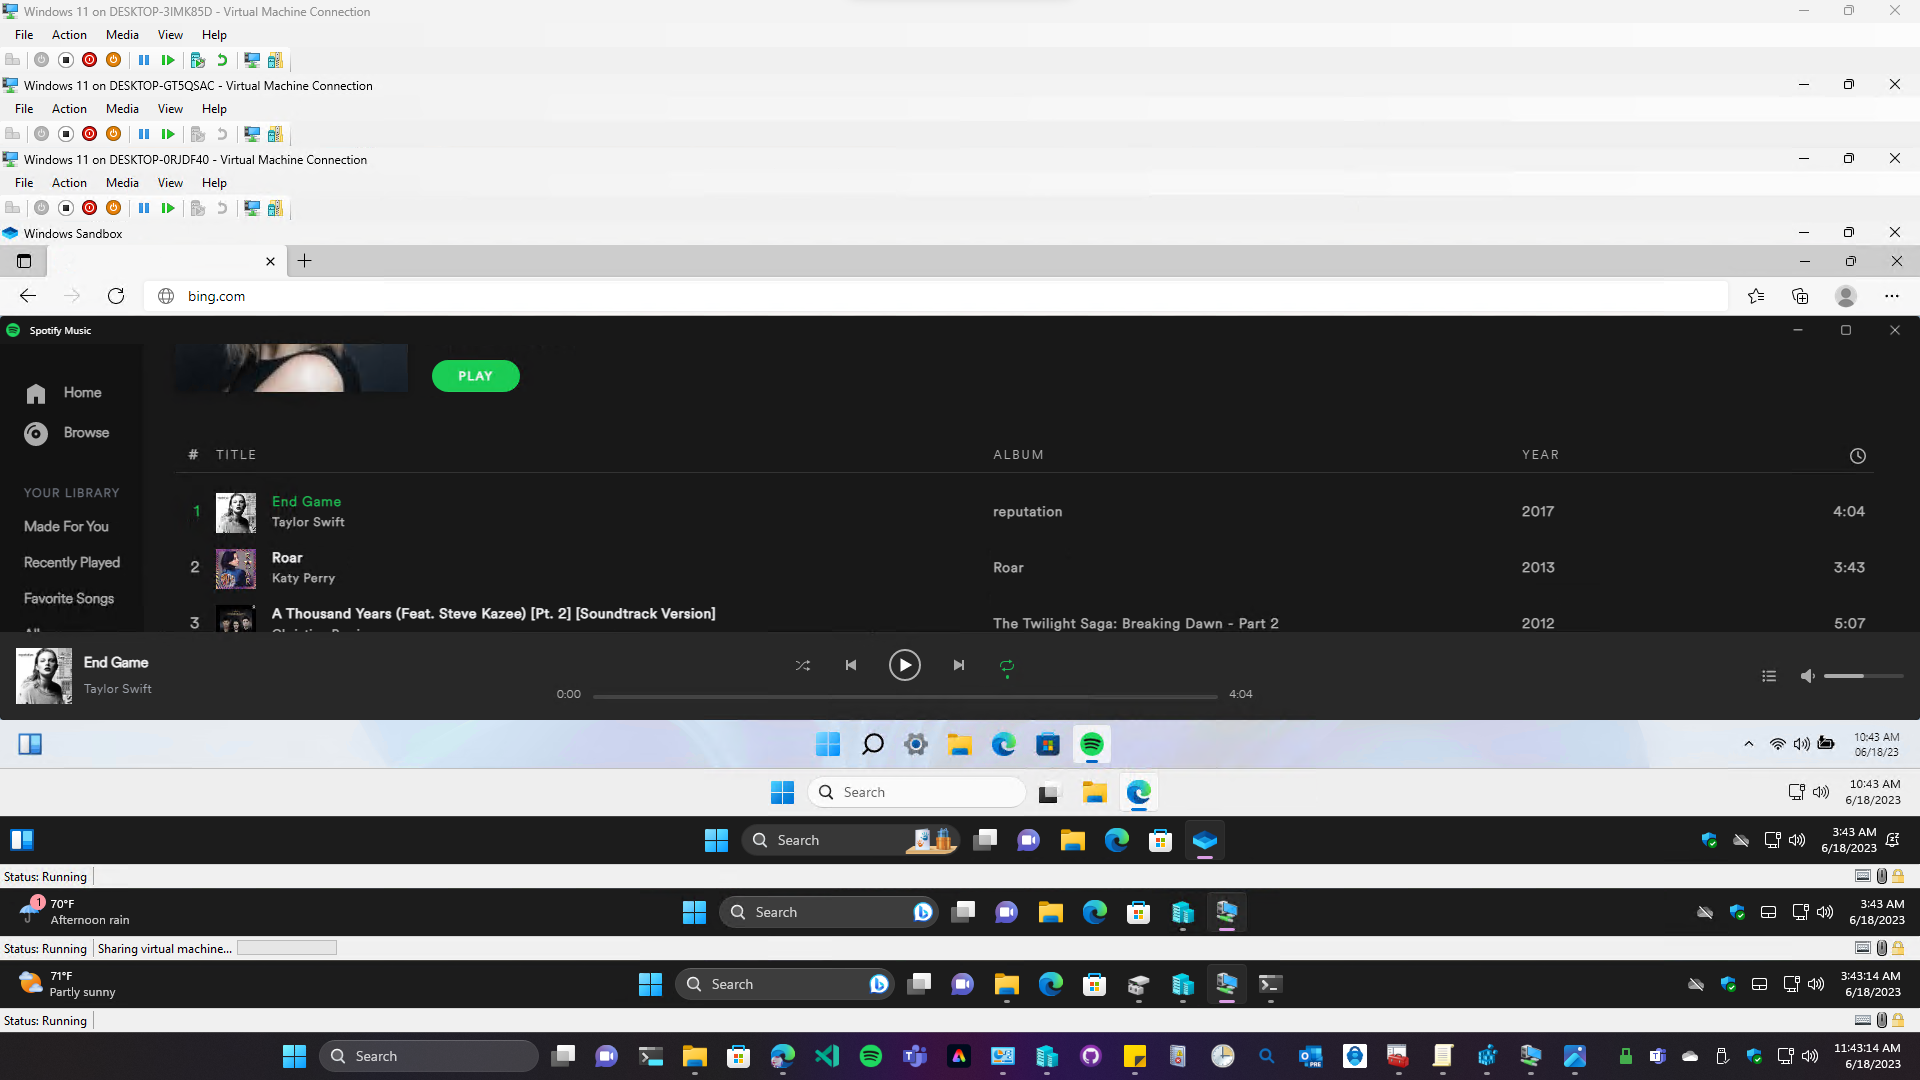 Windows 11 on DESKTOP-3IMK85D - Virtual Machine Connection
File Action Media View Help
Windows 11 on DESKTOP-GT5QSAC - Virtual Machine Connection
File Action Media View Help
Windows 11 on DESKTOP-0RJDF40 - Virtual Machine Connection
File Action Media View Help
Windows Sandbox
bing.com
Spotify Music
PLAY
Home
Browse
# TITLE ALBUM YEAR
YOUR LIBRARY
Made For You
Recently Played
Favorite Songs
1 End Game reputation 2017 4:04
Taylor Swift
2 Roar Roar 2013 3:43
Katy Perry
3 A Thousand Years (Feat. Steve Kazee) [Pt. 2] [Soundtrack Version] The Twilight Saga: Breaking Dawn - Part 2 2012 5:07
End Game
Taylor Swift
0:00 4:04
10:43 AM
06/18/23
Search
10:43 AM
6/18/2023
Search
3:43 AM
6/18/2023
Status: Running
1
70°F
Afternoon rain
Search
3:43 AM
6/18/2023
Status: Running Sharing virtual machine...
71°F
Partly sunny
Search
3:43:14 AM
6/18/2023
Status: Running
Search
PRE
11:43:14 AM
6/18/2023